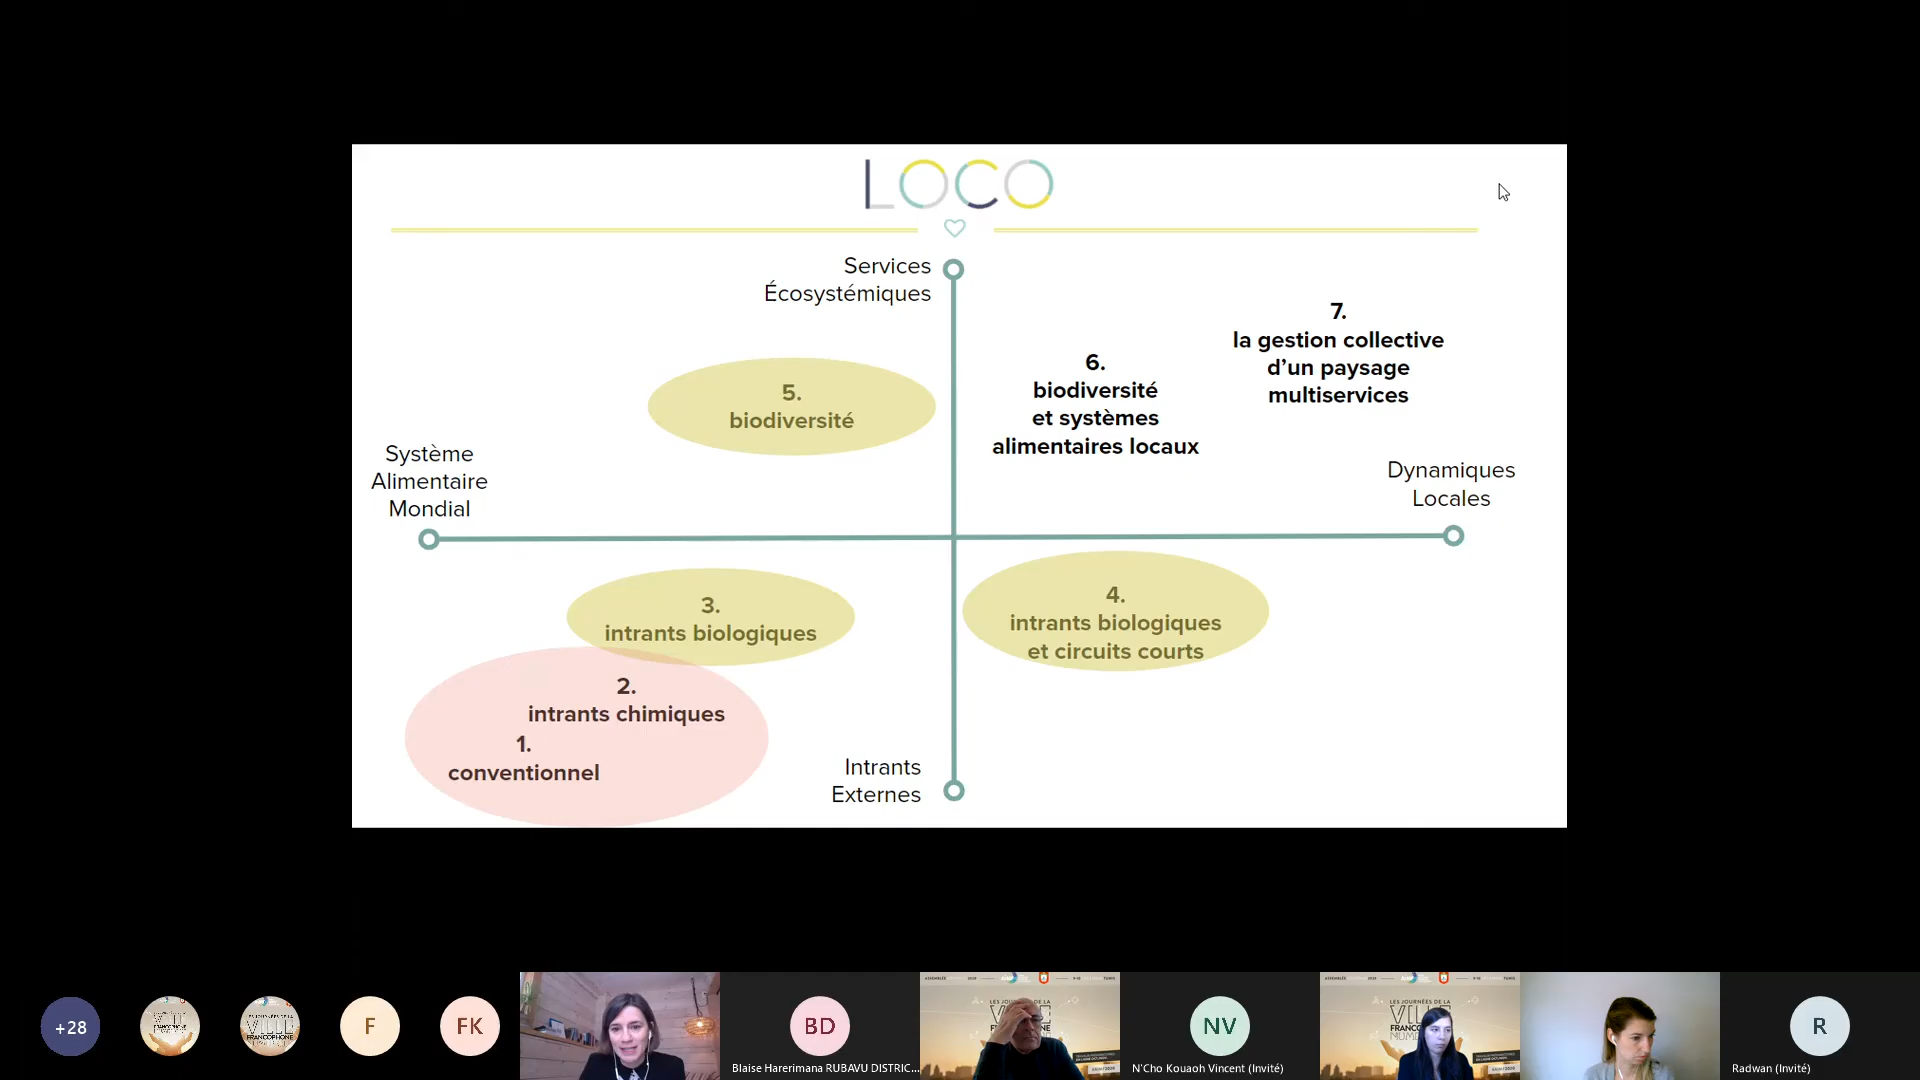 LOCO
Services
Écosystémiques
7.
la gestion collective
d'un paysage
multiservices
6.
biodiversité
et systèmes
alimentaires locaux
5.
biodiversité
Système
Alimentaire
Mondial
Dynamiques
Locales
3.
intrants biologiques
4.
intrants biologiques
et circuits courts
2.
intrants chimiques
1.
conventionnel
Intrants
Externes
+28
F
FK
BD
Blaise Harerimana RUBAVU DISTRIC...
NV
N'Cho Kouaoh Vincent (Invité)
R
Radwan (Invité)